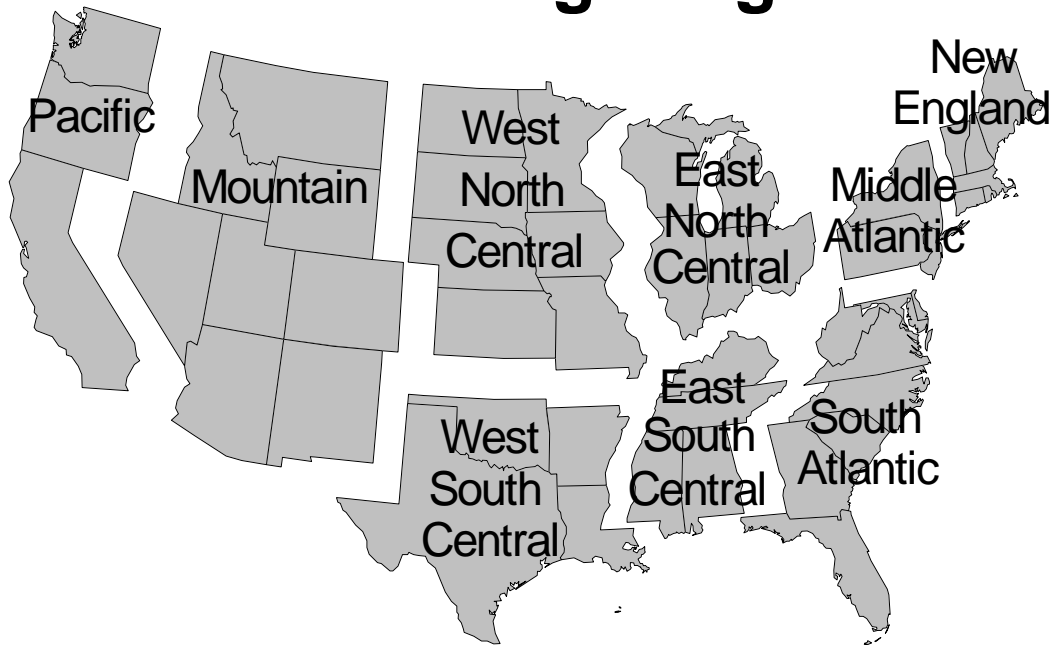 New
England
Pacific
West
North
Central
East
North
Central
Middle
Atlantic
Mountain
West
South
Central
East
South
Central
South
Atlantic